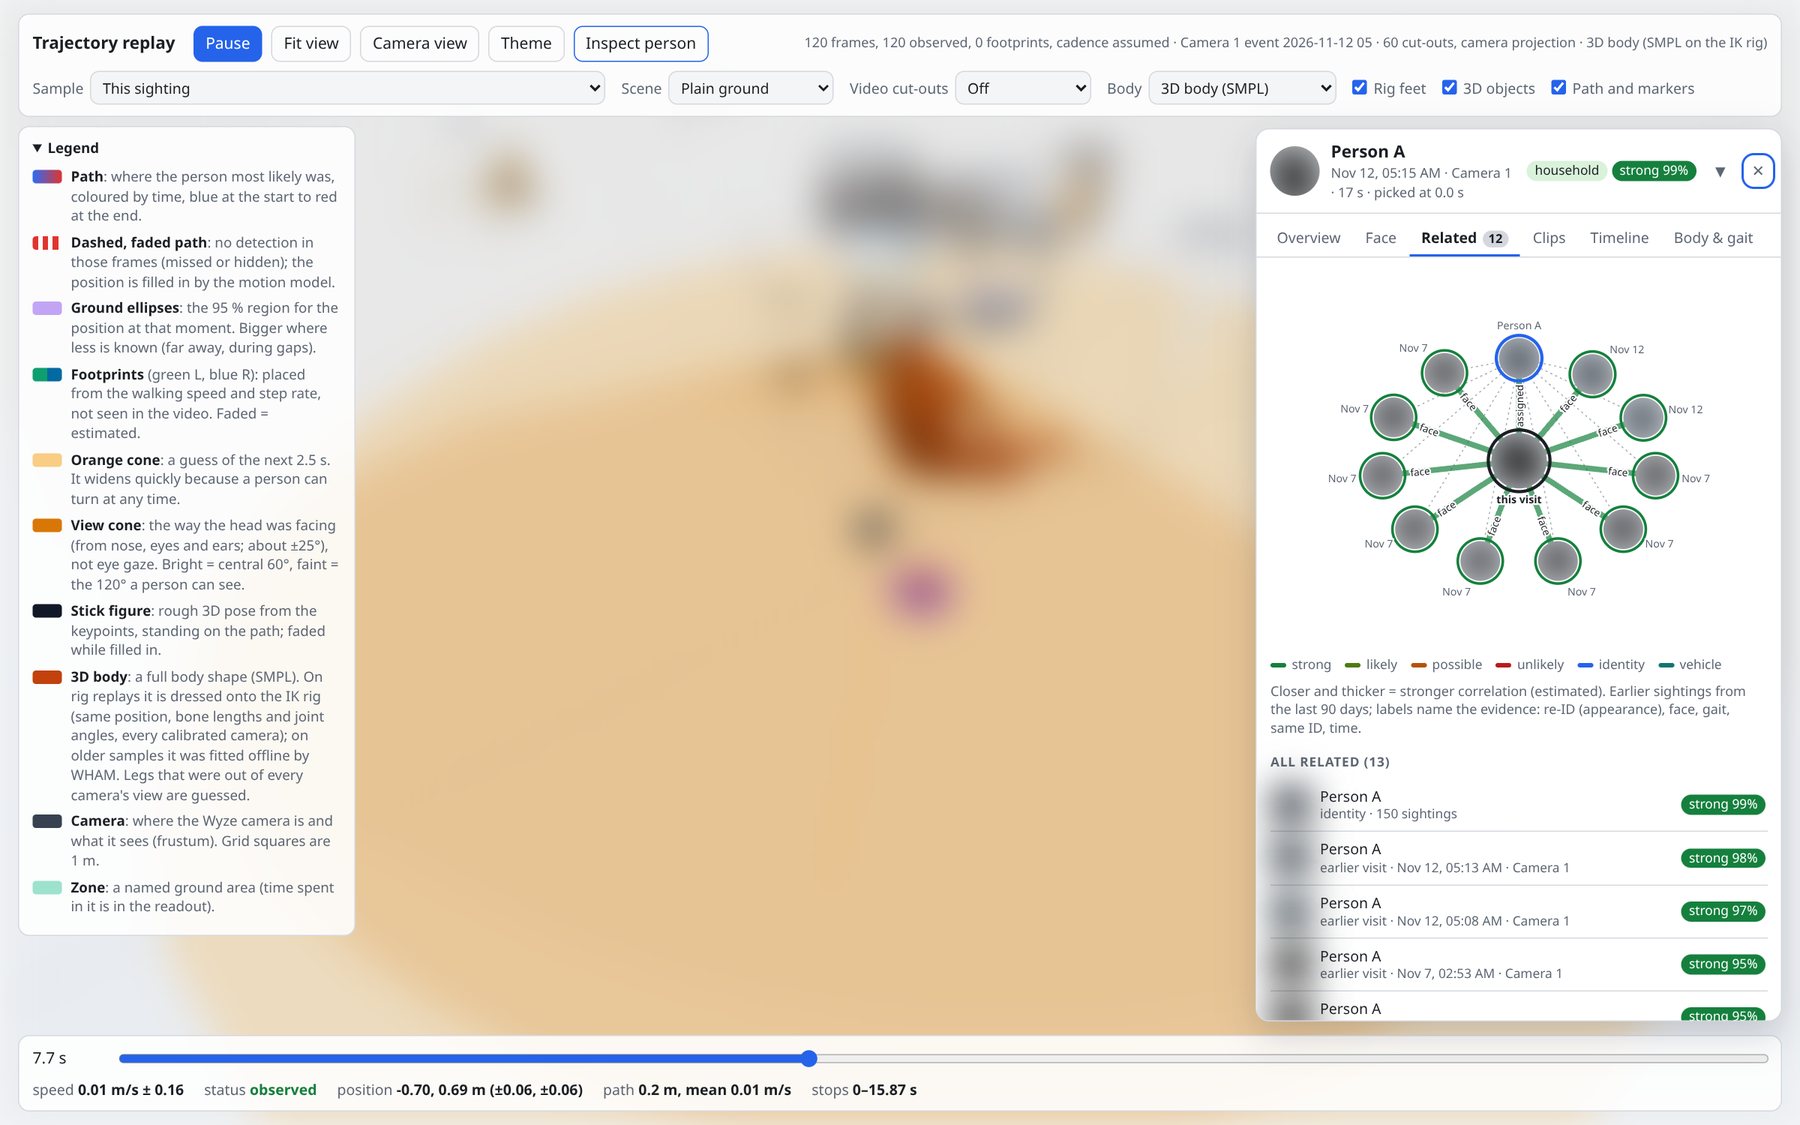 Trajectory replay
Pause
Fit view
Camera view
Theme
Inspect person
120 frames, 120 observed, 0 footprints, cadence assumed · Camera 1 event 2026-11-12 05 · 60 cut-outs, camera projection · 3D body (SMPL on the IK rig)
Sample
This sighting
Scene
Plain ground
Video cut-outs
Off
Body
3D body (SMPL)
Rig feet
3D objects
Path and markers
▼ Legend
Path: where the person most likely was,
coloured by time, blue at the start to red
at the end.
Dashed, faded path: no detection in
those frames (missed or hidden); the
position is filled in by the motion model.
Ground ellipses: the 95 % region for the
position at that moment. Bigger where
less is known (far away, during gaps).
Footprints (green L, blue R): placed
from the walking speed and step rate,
not seen in the video. Faded =
estimated.
Orange cone: a guess of the next 2.5 s.
It widens quickly because a person can
turn at any time.
View cone: the way the head was facing
(from nose, eyes and ears; about ±25°),
not eye gaze. Bright = central 60°, faint =
the 120° a person can see.
Stick figure: rough 3D pose from the
keypoints, standing on the path; faded
while filled in.
3D body: a full body shape (SMPL). On
rig replays it is dressed onto the IK rig
(same position, bone lengths and joint
angles, every calibrated camera); on
older samples it was fitted offline by
WHAM. Legs that were out of every
camera's view are guessed.
Camera: where the Wyze camera is and
what it sees (frustum). Grid squares are
1 m.
Zone: a named ground area (time spent
in it is in the readout).
Person A
Nov 12, 05:15 AM · Camera 1
· 17 s · picked at 0.0 s
household
strong 99%
▼
×
Overview
Face
Related 12
Clips
Timeline
Body & gait
Person A
Nov 7
Nov 12
Nov 7
Nov 12
Nov 7
Nov 7
Nov 7
Nov 7
Nov 7
Nov 7
assigned
face
face
face
face
face
face
face
face
face
face
this visit
strong
likely
possible
unlikely
identity
vehicle
Closer and thicker = stronger correlation (estimated). Earlier sightings from
the last 90 days; labels name the evidence: re-ID (appearance), face, gait,
same ID, time.
ALL RELATED (13)
Person A
identity · 150 sightings
strong 99%
Person A
earlier visit · Nov 12, 05:13 AM · Camera 1
strong 98%
Person A
earlier visit · Nov 12, 05:08 AM · Camera 1
strong 97%
Person A
earlier visit · Nov 7, 02:53 AM · Camera 1
strong 95%
Person A
strong 95%
7.7 s
speed 0.01 m/s ± 0.16
status observed
position -0.70, 0.69 m (±0.06, ±0.06)
path 0.2 m, mean 0.01 m/s
stops 0–15.87 s